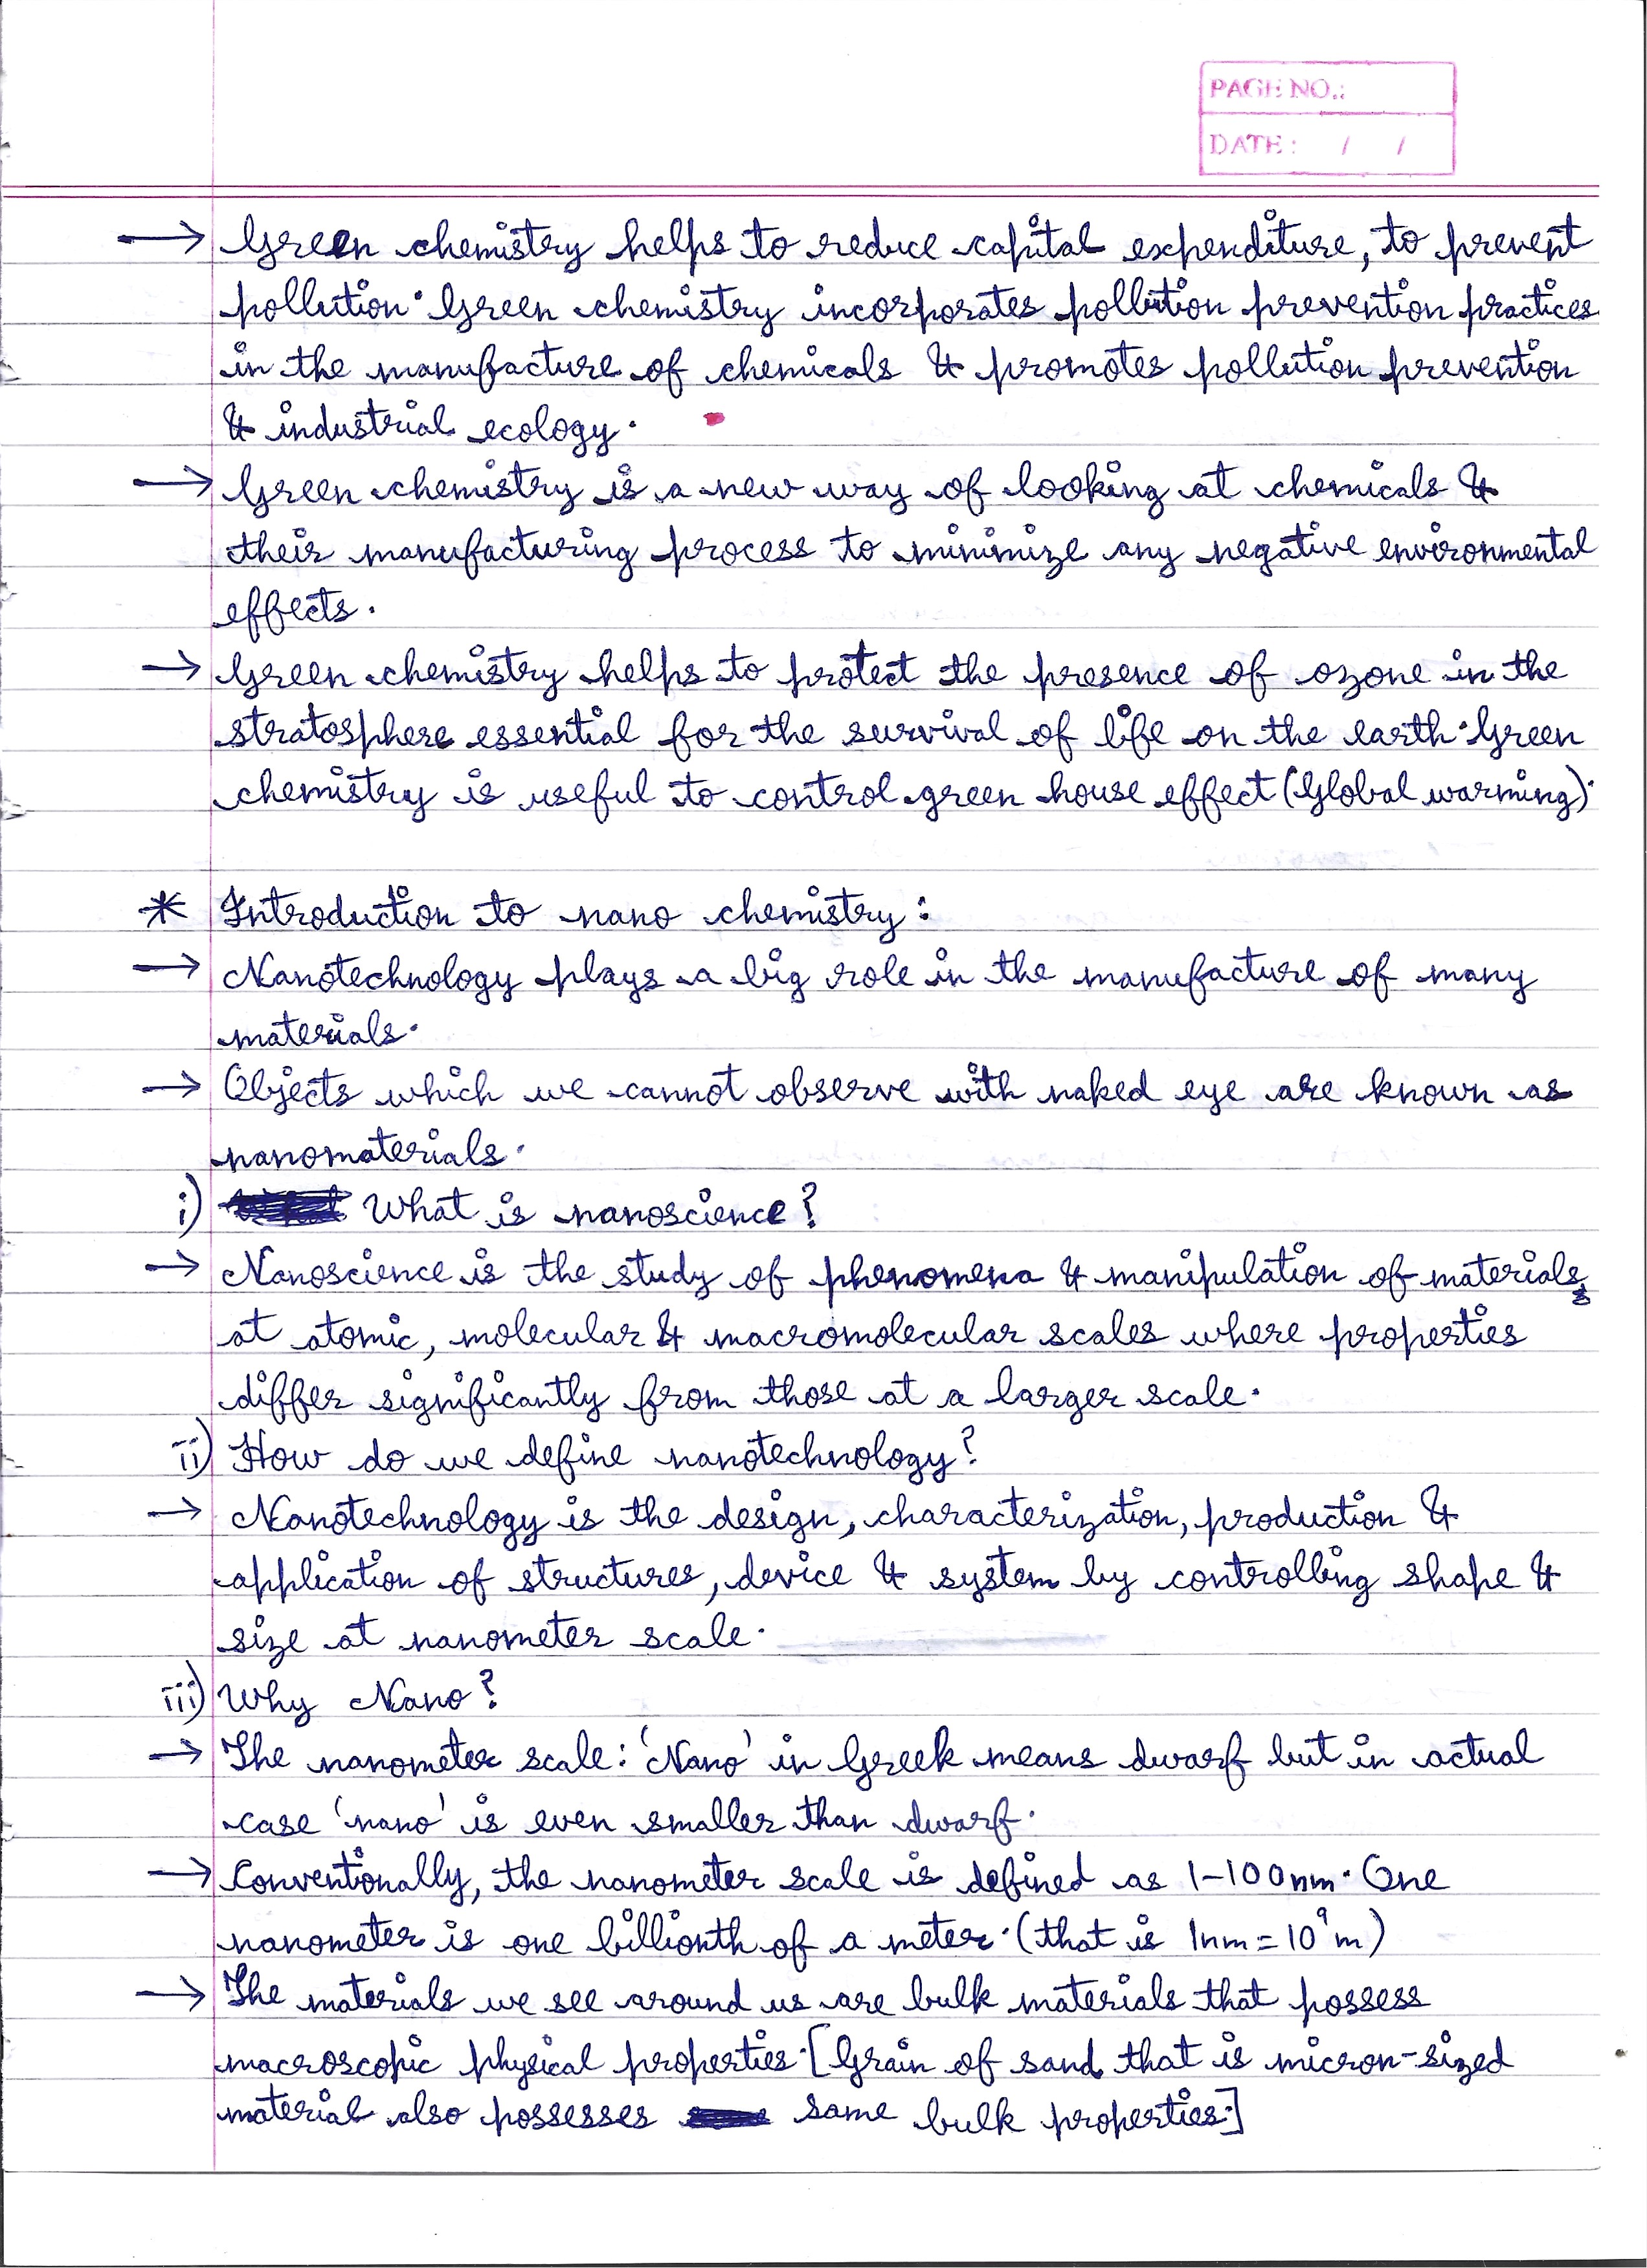 PAGE NO.:
DATE: / /
→ Green chemistry helps to reduce capital expenditure, to prevent
pollution. Green chemistry incorporates pollution prevention practices
in the manufacture of chemicals & promotes pollution prevention
& industrial ecology.
→ Green chemistry is a new way of looking at chemicals &
their manufacturing process to minimize any negative environmental
effects.
→ Green chemistry helps to protect the presence of ozone in the
stratosphere essential for the survival of life on the earth. Green
chemistry is useful to control green house effect (Global warming).
* Introduction to nano chemistry:
→ Nanotechnology plays a big role in the manufacture of many
materials.
→ Objects which we cannot observe with naked eye are known as
nanomaterials.
i) What is nanoscience?
→ Nanoscience is the study of phenomena & manipulation of materials
at atomic, molecular & macromolecular scales where properties
differ significantly from those at a larger scale.
ii) How do we define nanotechnology?
→ Nanotechnology is the design, characterization, production &
application of structures, device & system by controlling shape &
size at nanometer scale.
iii) Why Nano?
→ The nanometer scale: 'Nano' in Greek means dwarf but in actual
case 'nano' is even smaller than dwarf.
→ Conventionally, the nanometer scale is defined as 1-100nm. One
nanometer is one billionth of a meter. (that is 1nm = 10⁹m)
→ The materials we see around us are bulk materials that possess
macroscopic physical properties. [Grain of sand that is micron-sized
material also possesses same bulk properties.]